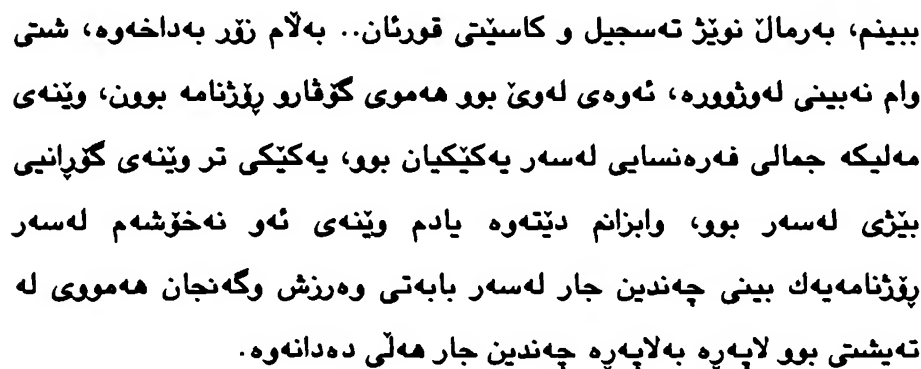 ببینم، بەرماڵ نوێژ تەسجیل و کاسێتی قورئان.. بەڵام زۆر بەداخەوە، شتی
وام نەبینی لەوژوورە، ئەوەی لەوێ بوو هەموی گۆڤارو ڕۆژنامە بوون، وێنەی
مەلیکە جمالی فەرەنسایی لەسەر یەکێکیان بوو، یەکێکی تر وێنەی گۆڕانیی
بێژی لەسەر بوو، وابزانم دێتەوە یادم وێنەی ئەو نەخۆشەم لەسەر
ڕۆژنامەیەك بینی چەندین جار لەسەر بابەتی وەرزش وگەنجان هەمووی لە
تەیشتی بوو لاپەڕە بەلاپەڕە چەندین جار هەڵی دەدانەوە.